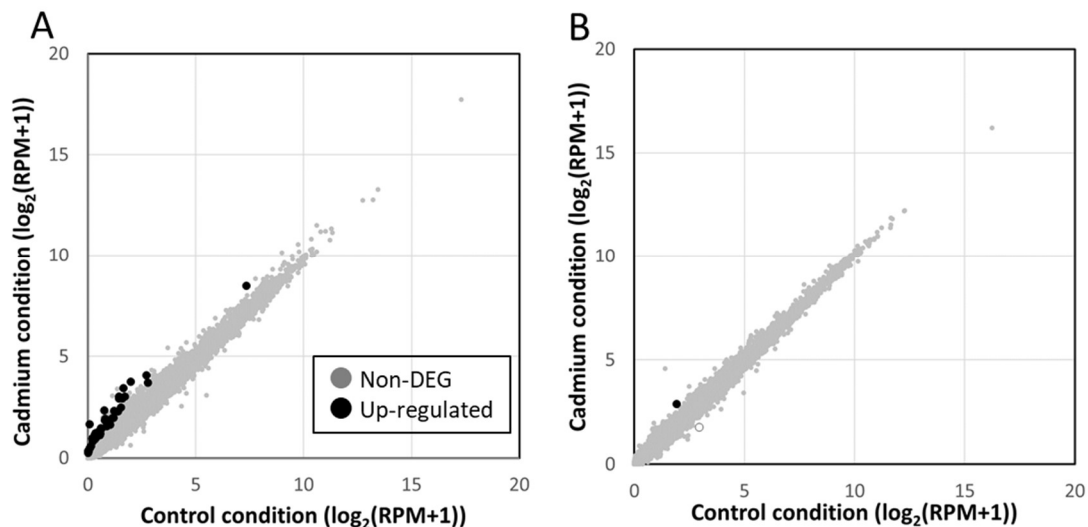 A
20
15
10
5
0
0 5 10 15 20
Cadmium condition (log₂(RPM+1))
Control condition (log₂(RPM+1))
Non-DEG
Up-regulated
B
20
15
10
5
0
0 5 10 15 20
Cadmium condition (log₂(RPM+1))
Control condition (log₂(RPM+1))